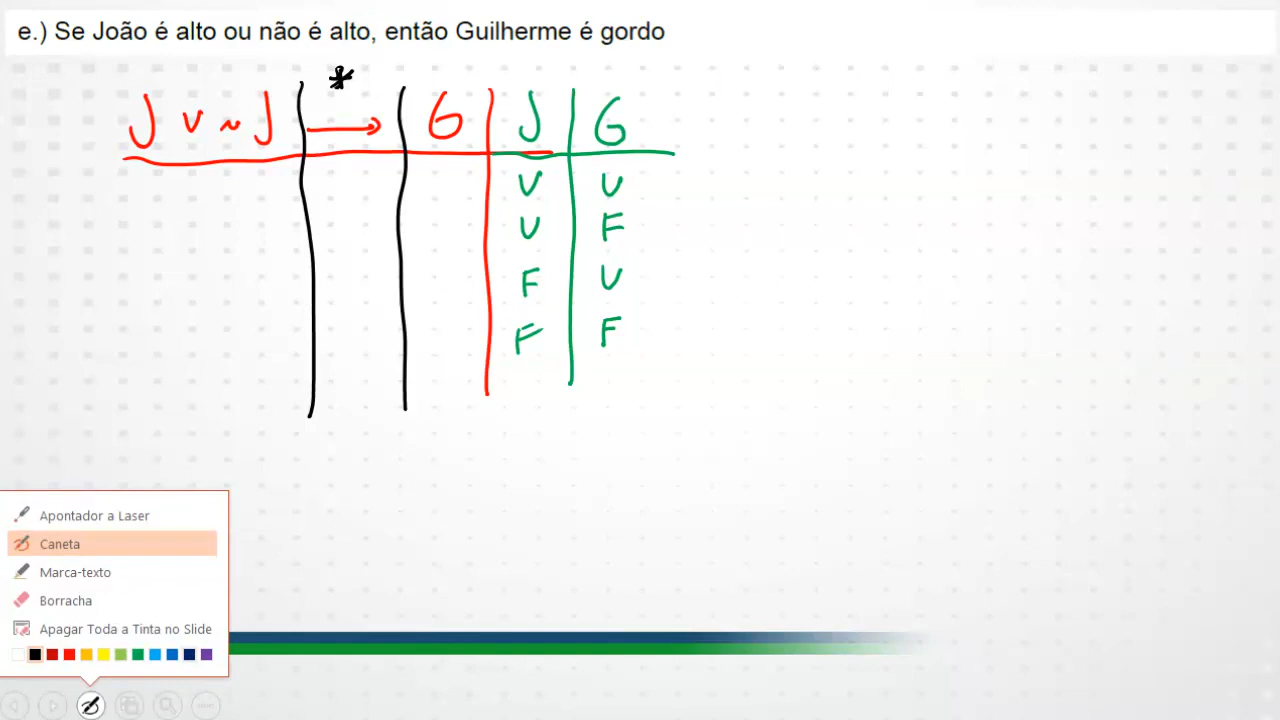 e.) Se João é alto ou não é alto, então Guilherme é gordo
*
J v ~ J → G J G
V V
V F
F V
F F
Apontador a Laser
Caneta
Marca-texto
Borracha
Apagar Toda a Tinta no Slide